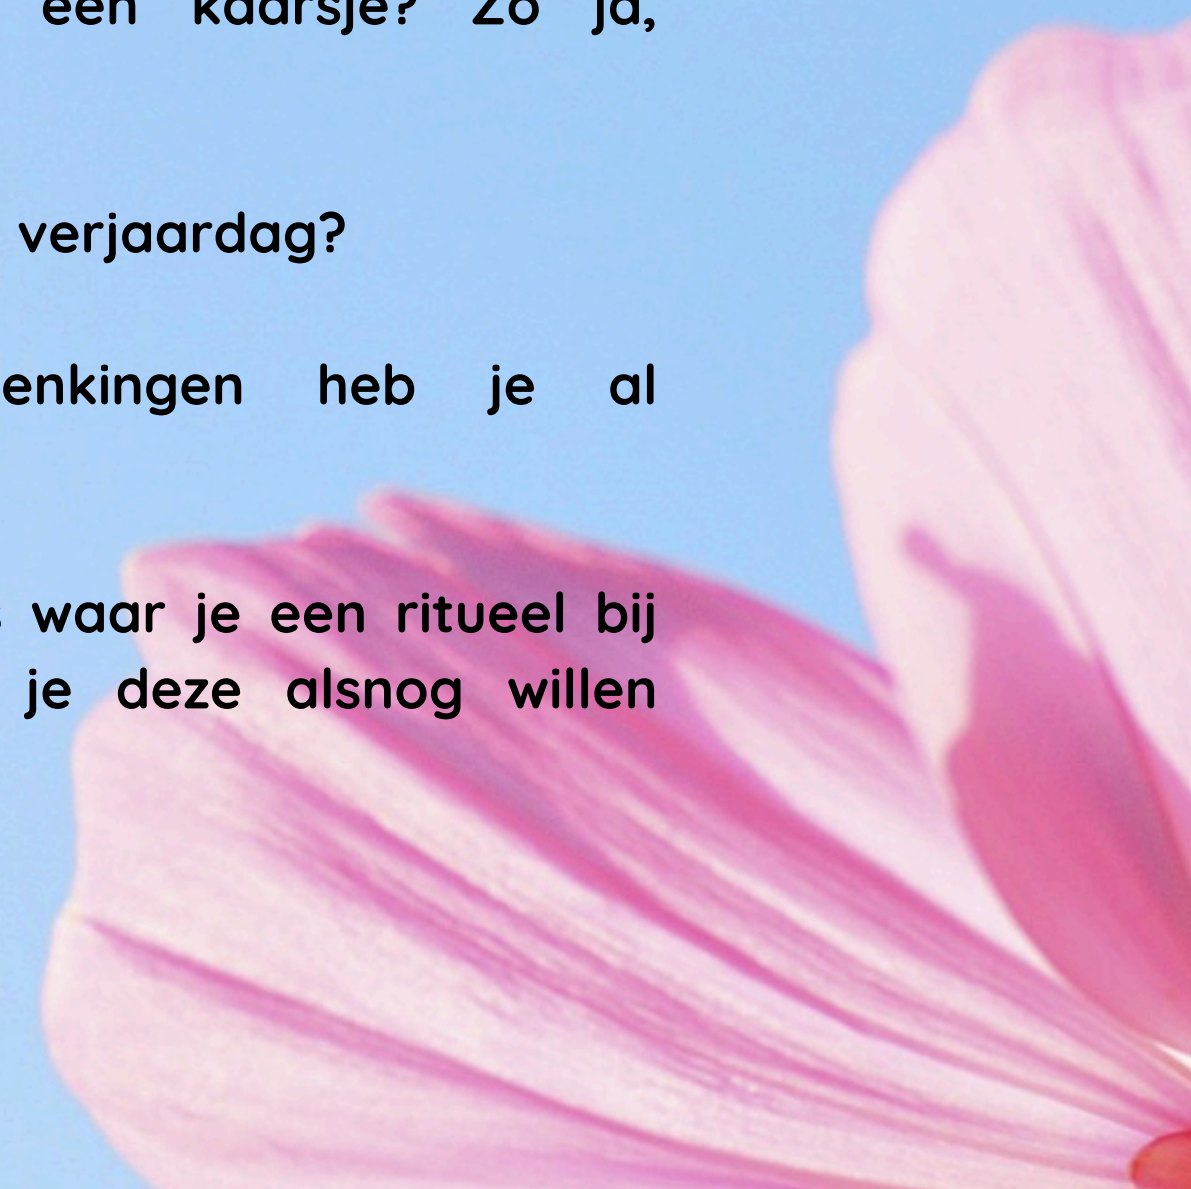 een kaarsje? Zo ja,
verjaardag?
enkingen heb je al
waar je een ritueel bij
je deze alsnog willen